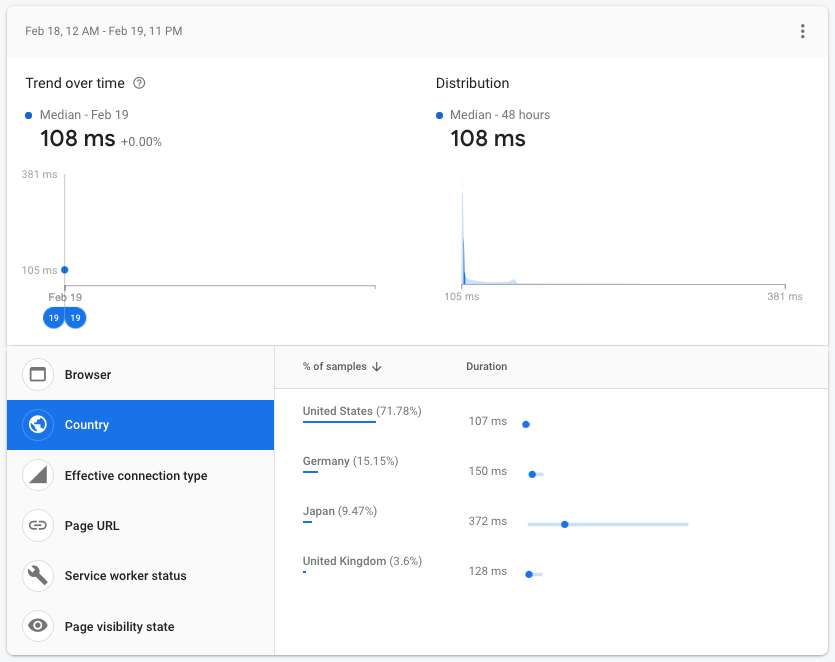 Feb 18, 12 AM - Feb 19, 11 PM
Trend over time
Median - Feb 19
108 ms +0.00%
381 ms
105 ms
Feb 19
19 19
Distribution
Median - 48 hours
108 ms
105 ms 381 ms
Browser
Country
Effective connection type
Page URL
Service worker status
Page visibility state
% of samples Duration
United States (71.78%) 107 ms
Germany (15.15%) 150 ms
Japan (9.47%) 372 ms
United Kingdom (3.6%) 128 ms